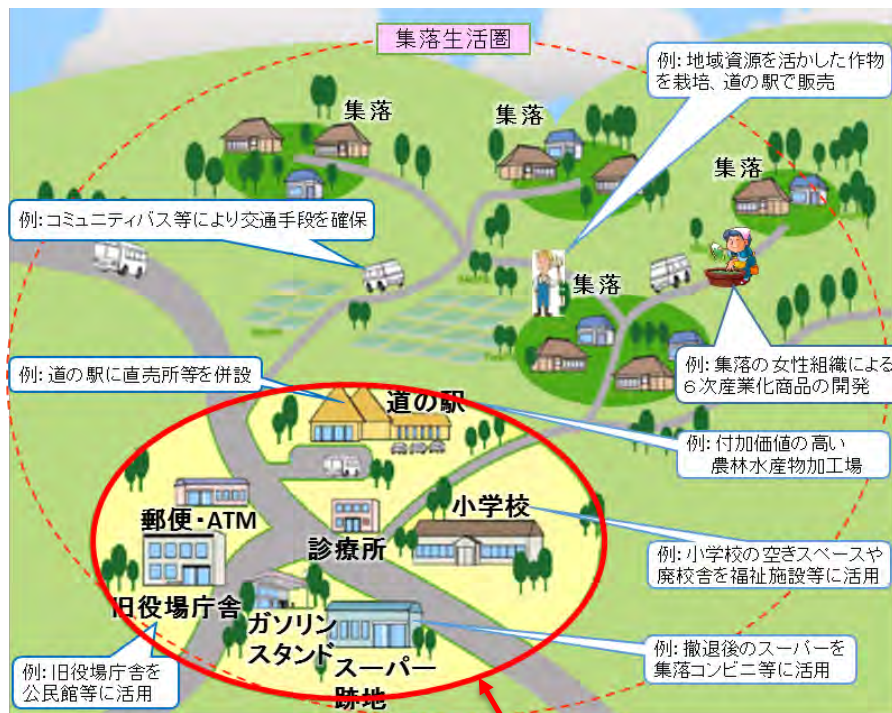 集落生活圏
例：地域資源を活かした作物
を栽培、道の駅で販売
集落
集落
集落
例：コミュニティバス等により交通手段を確保
集落
例：集落の女性組織による
６次産業化商品の開発
例：道の駅に直売所等を併設
道の駅
例：付加価値の高い
農林水産物加工場
郵便・ATM
診療所
小学校
例：小学校の空きスペースや
廃校舎を福祉施設等に活用
旧役場庁舎
ガソリン
スタンド
スーパー
跡地
例：撤退後のスーパーを
集落コンビニ等に活用
例：旧役場庁舎を
公民館等に活用